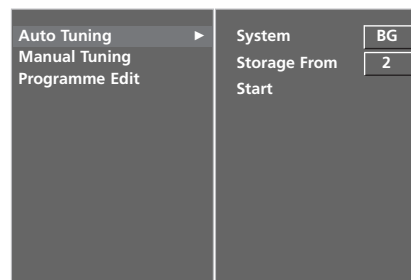 Auto Tuning ►
Manual Tuning
Programme Edit
System BG
Storage From 2
Start